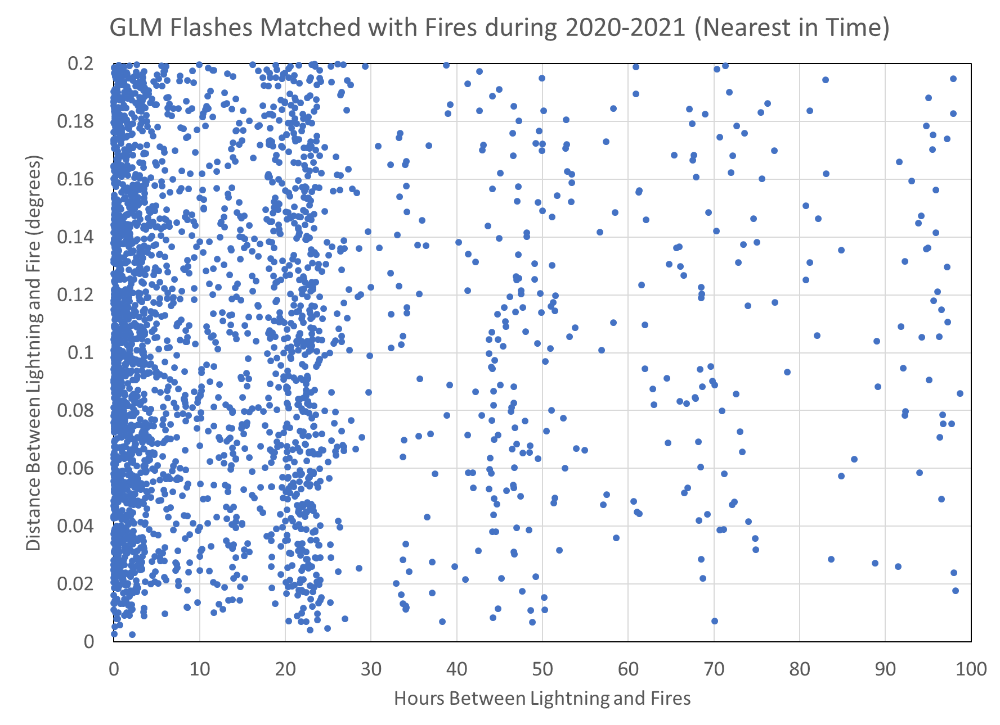 GLM Flashes Matched with Fires during 2020-2021 (Nearest in Time)
Distance Between Lightning and Fire (degrees)
0.2
0.18
0.16
0.14
0.12
0.1
0.08
0.06
0.04
0.02
0
0 10 20 30 40 50 60 70 80 90 100
Hours Between Lightning and Fires